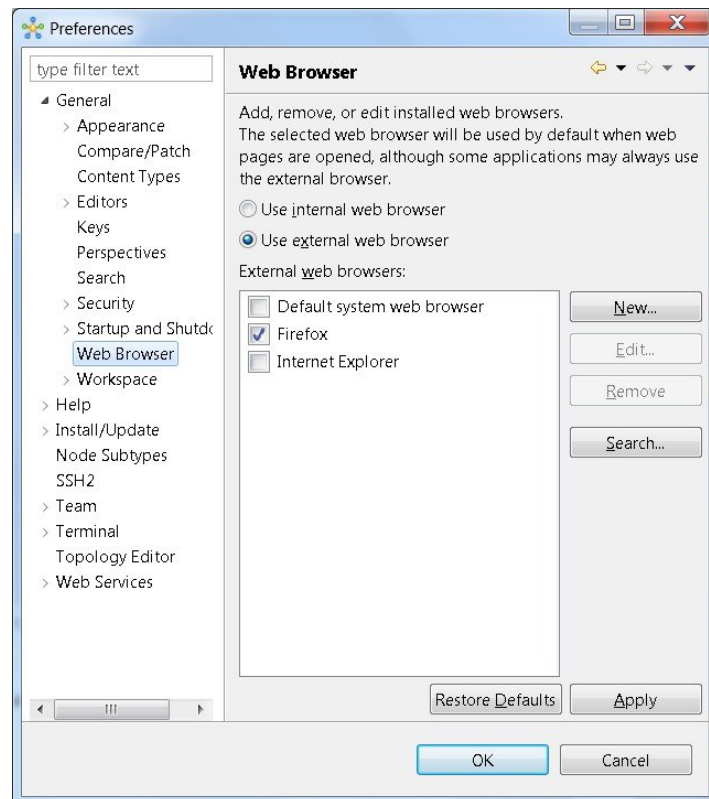 Preferences
type filter text
General
Appearance
Compare/Patch
Content Types
Editors
Keys
Perspectives
Search
Security
Startup and Shutdo
Web Browser
Workspace
Help
Install/Update
Node Subtypes
SSH2
Team
Terminal
Topology Editor
Web Services
Web Browser
Add, remove, or edit installed web browsers.
The selected web browser will be used by default when web
pages are opened, although some applications may always use
the external browser.
Use internal web browser
Use external web browser
External web browsers:
Default system web browser
Firefox
Internet Explorer
New...
Edit...
Remove
Search...
Restore Defaults
Apply
OK
Cancel